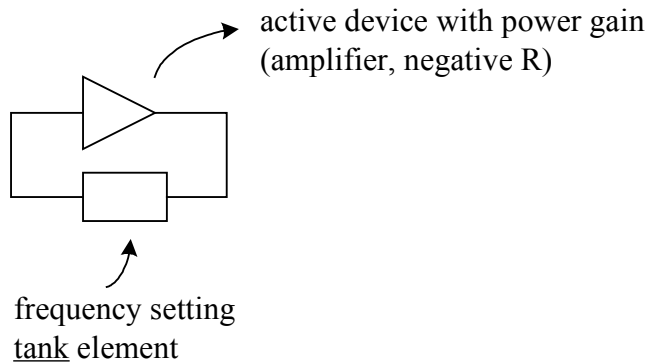 active device with power gain
(amplifier, negative R)
frequency setting
tank element